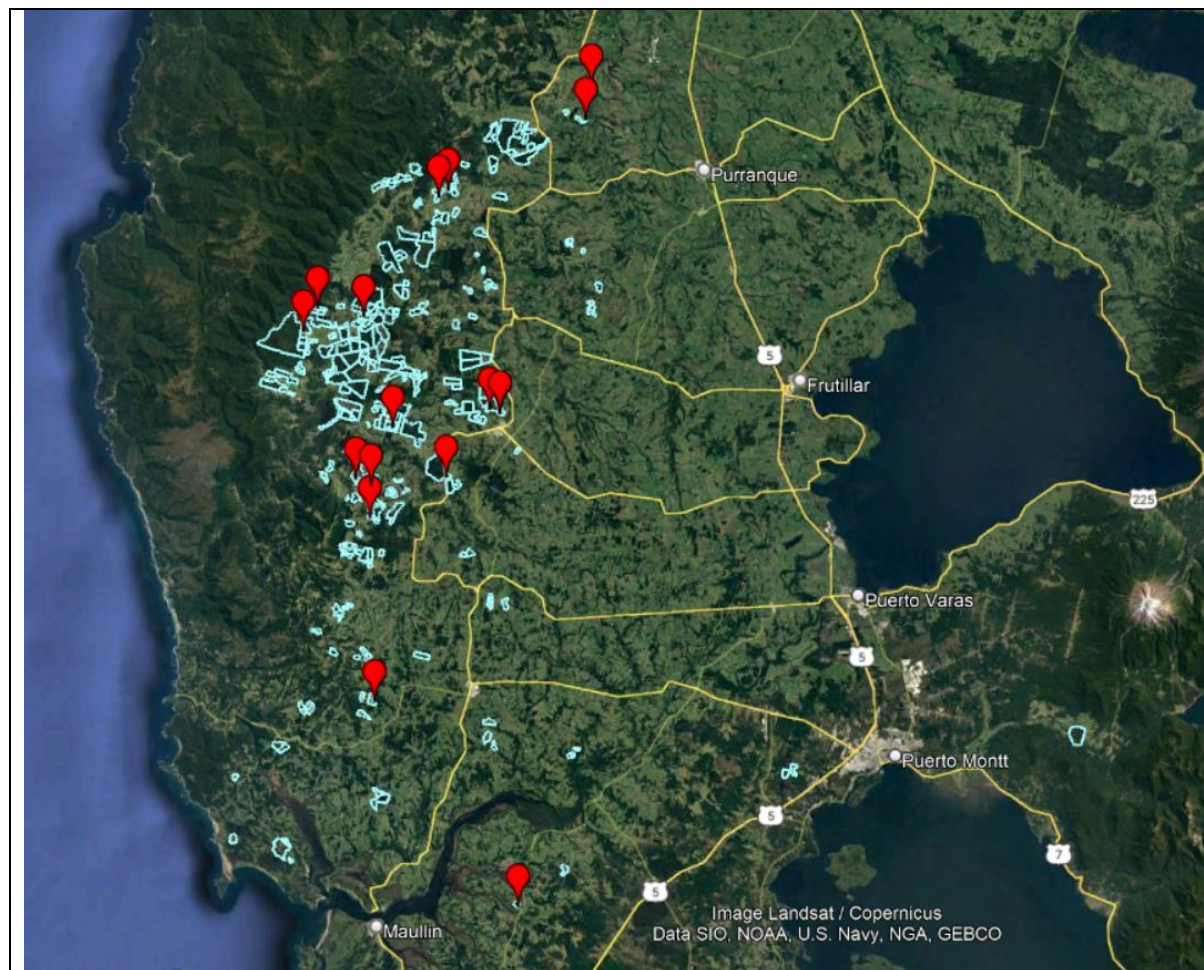 Purranque
5
Frutillar
225
Puerto Varas
5
Puerto Montt
5
7
5
Image Landsat / Copernicus
Data SIO, NOAA, U.S. Navy, NGA, GEBCO
Maullin